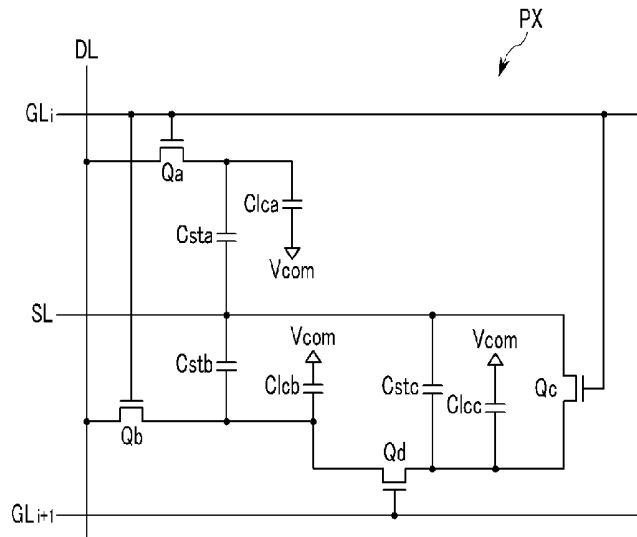 PX
DL
GLi
Qa
Clca
Csta
Vcom
SL
Vcom
Vcom
Cstb
Clcb
Cstc
Clcc
Qc
Qb
Qd
GLi+1